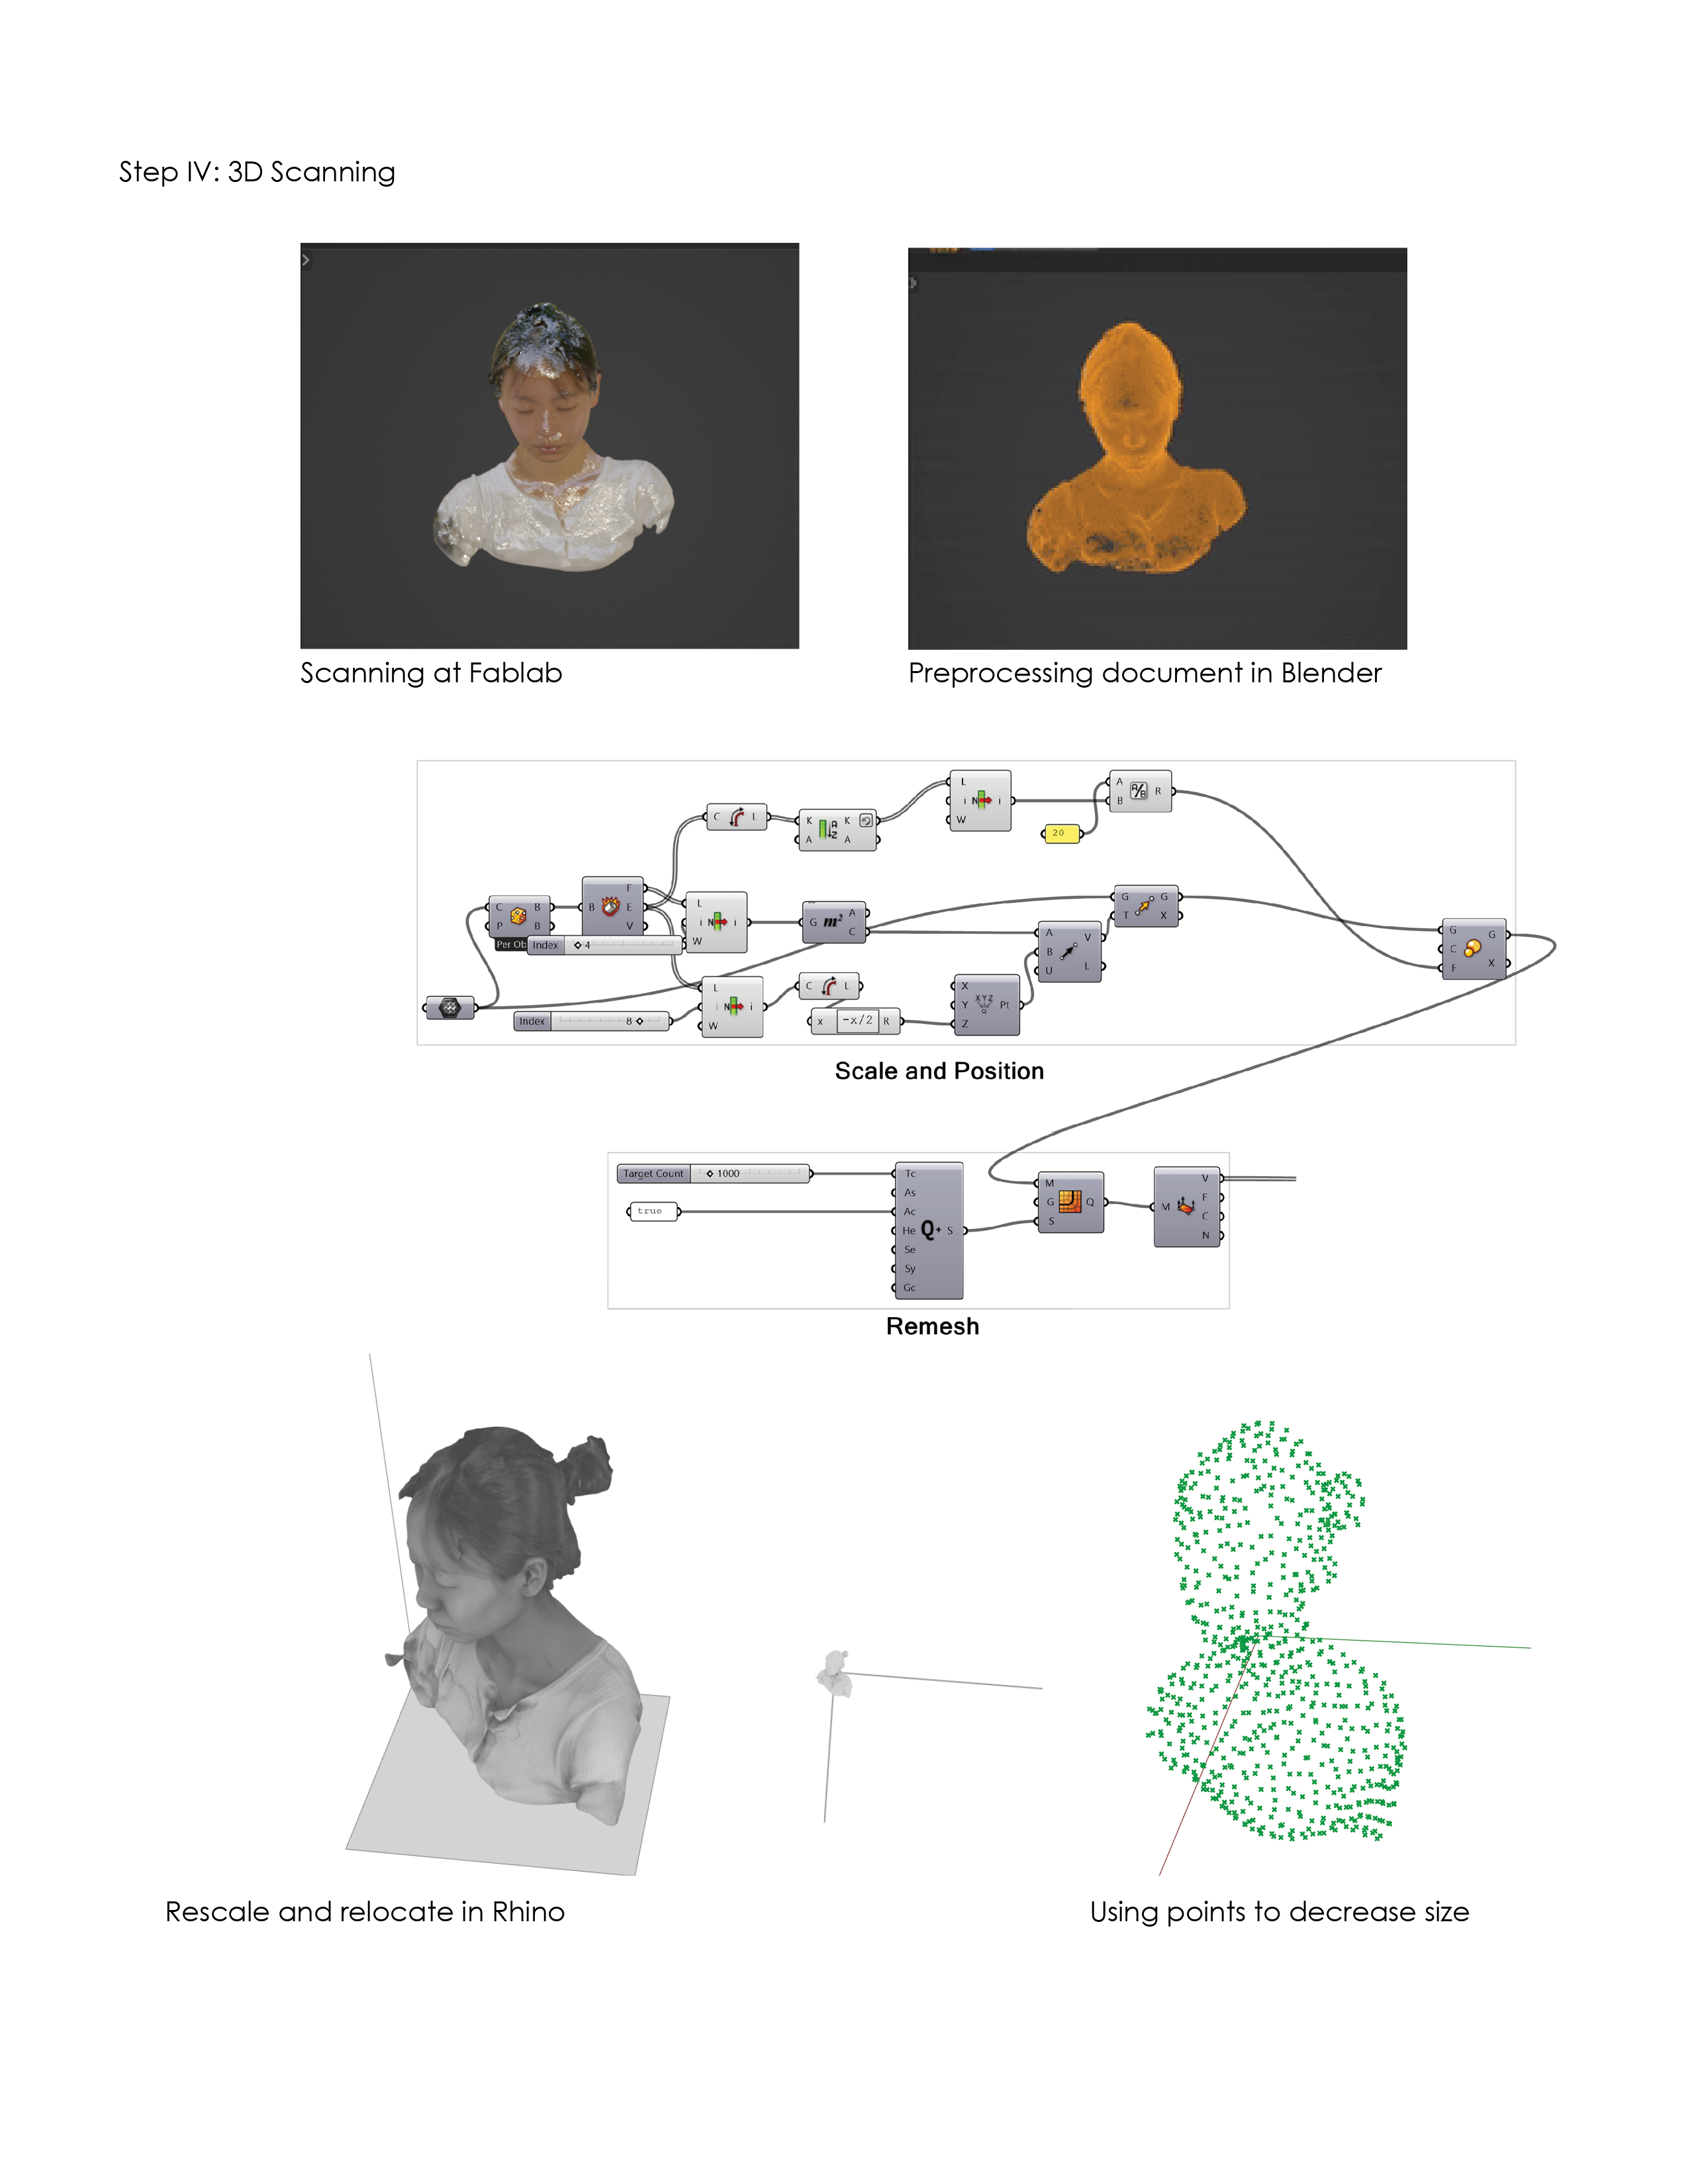 Step IV: 3D Scanning
Scanning at Fablab
Preprocessing document in Blender
L
i N i
W
A
B
R
20
C L
K K
A A
A
Z
F
E
V
B
C B
P B
Per Ob
Index 4
L
i N i
W
G m² A
C
G G
T X
A V
B
U L
G G
C
F X
L
i N i
W
C L
Index 8
x -x/2 R
X
Y XYZ Pt
Z
Scale and Position
Target Count 1000
true
Tc
As
Ac
He Q+ S
Se
Sy
Gc
M
G Q
S
V
M F
C
N
Remesh
Rescale and relocate in Rhino
Using points to decrease size